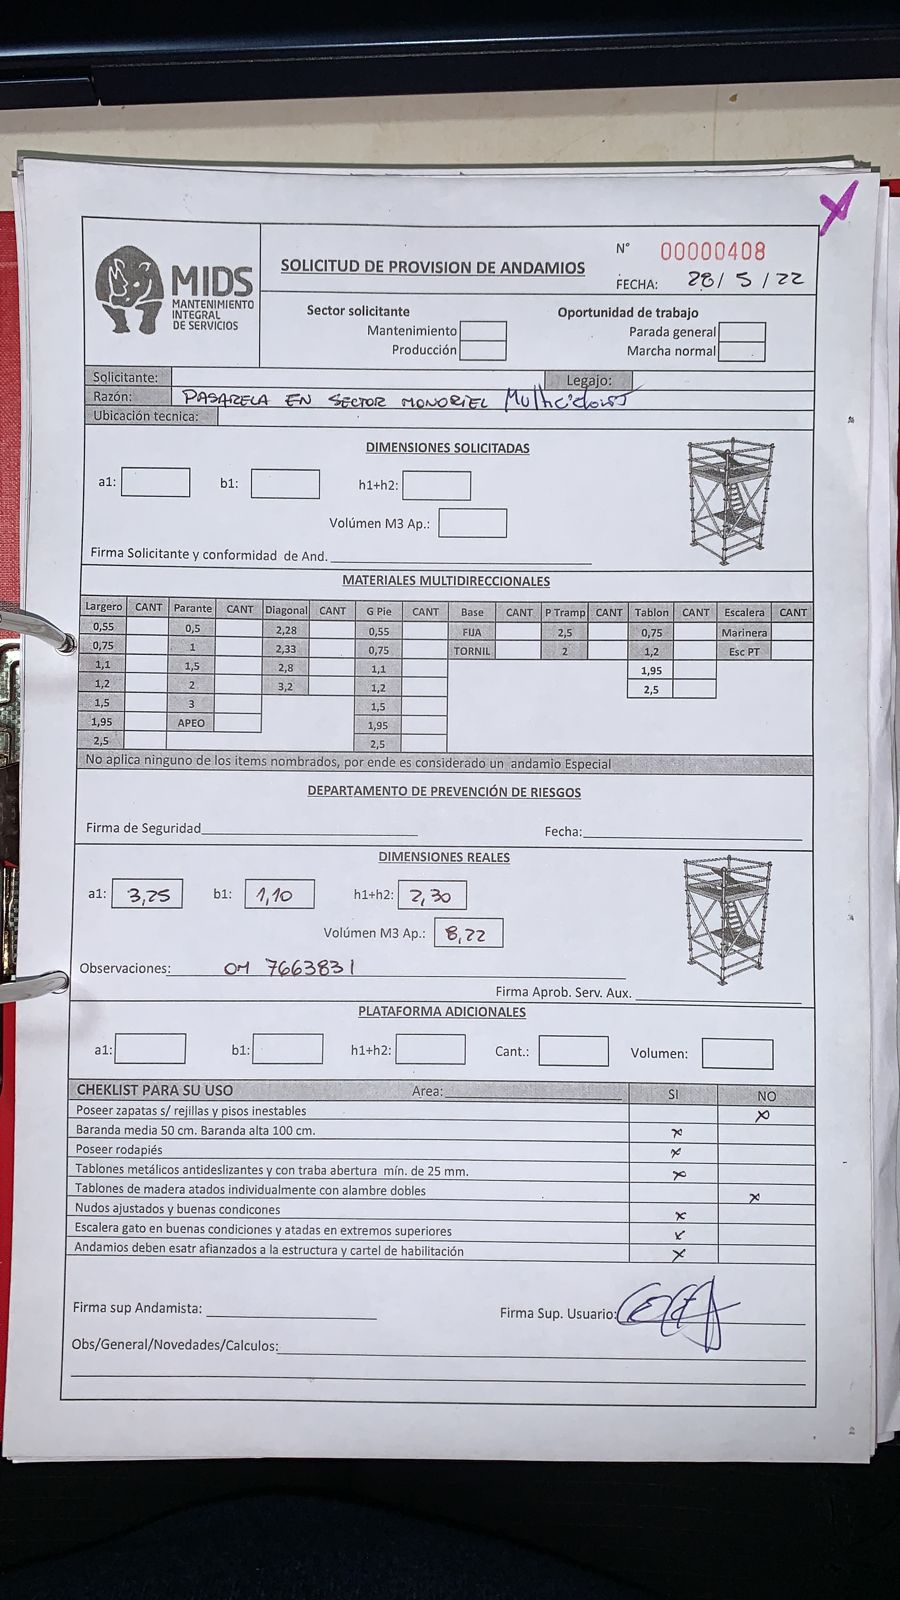 MIDS
MANTENIMIENTO
INTEGRAL
DE SERVICIOS
SOLICITUD DE PROVISION DE ANDAMIOS
N° 00000408
FECHA: 28/ 5 / 22
Sector solicitante
Mantenimiento
Producción
Oportunidad de trabajo
Parada general
Marcha normal
Solicitante: Legajo:
Razón: PASARELA EN SECTOR MONORIEL Multiciclones
Ubicación tecnica:
DIMENSIONES SOLICITADAS
a1: b1: h1+h2:
Volúmen M3 Ap.:
Firma Solicitante y conformidad de And.
MATERIALES MULTIDIRECCIONALES
Largero CANT Parante CANT Diagonal CANT G Pie CANT Base CANT P Tramp CANT Tablon CANT Escalera CANT
0,55 0,5 2,28 0,55 FIJA 2,5 0,75 Marinera
0,75 1 2,33 0,75 TORNIL 2 1,2 Esc PT
1,1 1,5 2,8 1,1 1,95
1,2 2 3,2 1,2 2,5
1,5 3 1,5
1,95 APEO 1,95
2,5 2,5
No aplica ninguno de los items nombrados, por ende es considerado un andamio Especial
DEPARTAMENTO DE PREVENCIÓN DE RIESGOS
Firma de Seguridad Fecha:
DIMENSIONES REALES
a1: 3,25 b1: 1,10 h1+h2: 2,30
Volúmen M3 Ap.: 8,22
Observaciones: OM 7663831
Firma Aprob. Serv. Aux.
PLATAFORMA ADICIONALES
a1: b1: h1+h2: Cant.: Volumen:
CHEKLIST PARA SU USO Area: SI NO
Poseer zapatas s/ rejillas y pisos inestables x
Baranda media 50 cm. Baranda alta 100 cm. x
Poseer rodapiés x
Tablones metálicos antideslizantes y con traba abertura mín. de 25 mm. x
Tablones de madera atados individualmente con alambre dobles x
Nudos ajustados y buenas condicones x
Escalera gato en buenas condiciones y atadas en extremos superiores x
Andamios deben esatr afianzados a la estructura y cartel de habilitación x
Firma sup Andamista: Firma Sup. Usuario:
Obs/General/Novedades/Calculos: